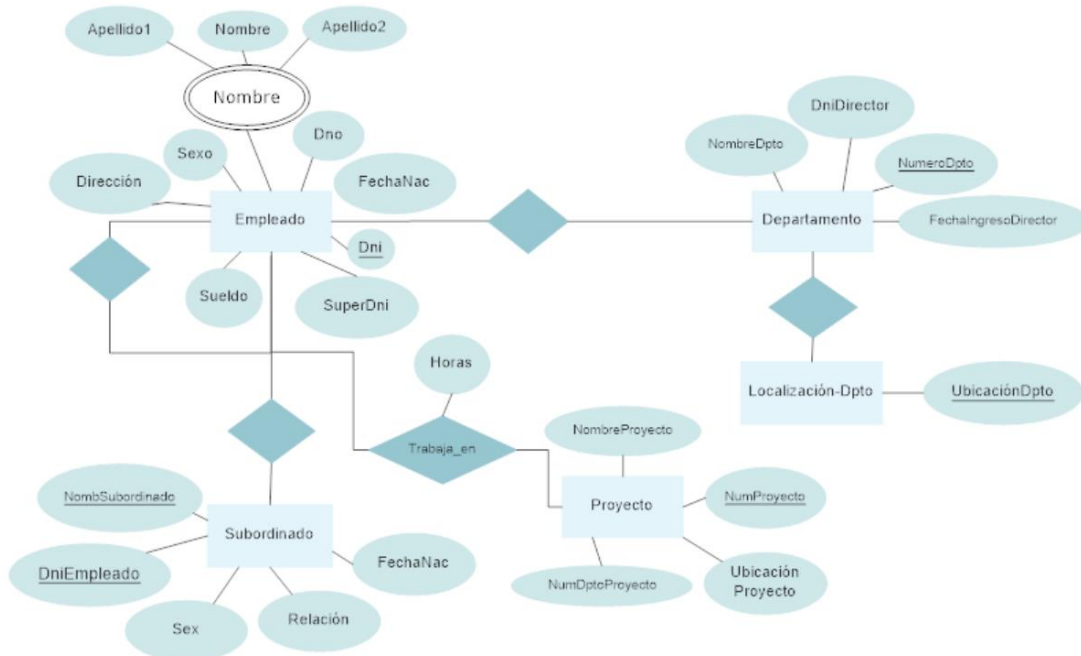 Apellido1
Nombre
Apellido2
Nombre
Dno
Sexo
Dirección
FechaNac
Empleado
Dni
Sueldo
SuperDni
DniDirector
NombreDpto
NumeroDpto
Departamento
FechaIngresoDirector
Localización-Dpto
UbicaciónDpto
Horas
Trabaja_en
NombreProyecto
Proyecto
NumProyecto
NumDptoProyecto
Ubicación
Proyecto
NombSubordinado
Subordinado
DniEmpleado
FechaNac
Sex
Relación